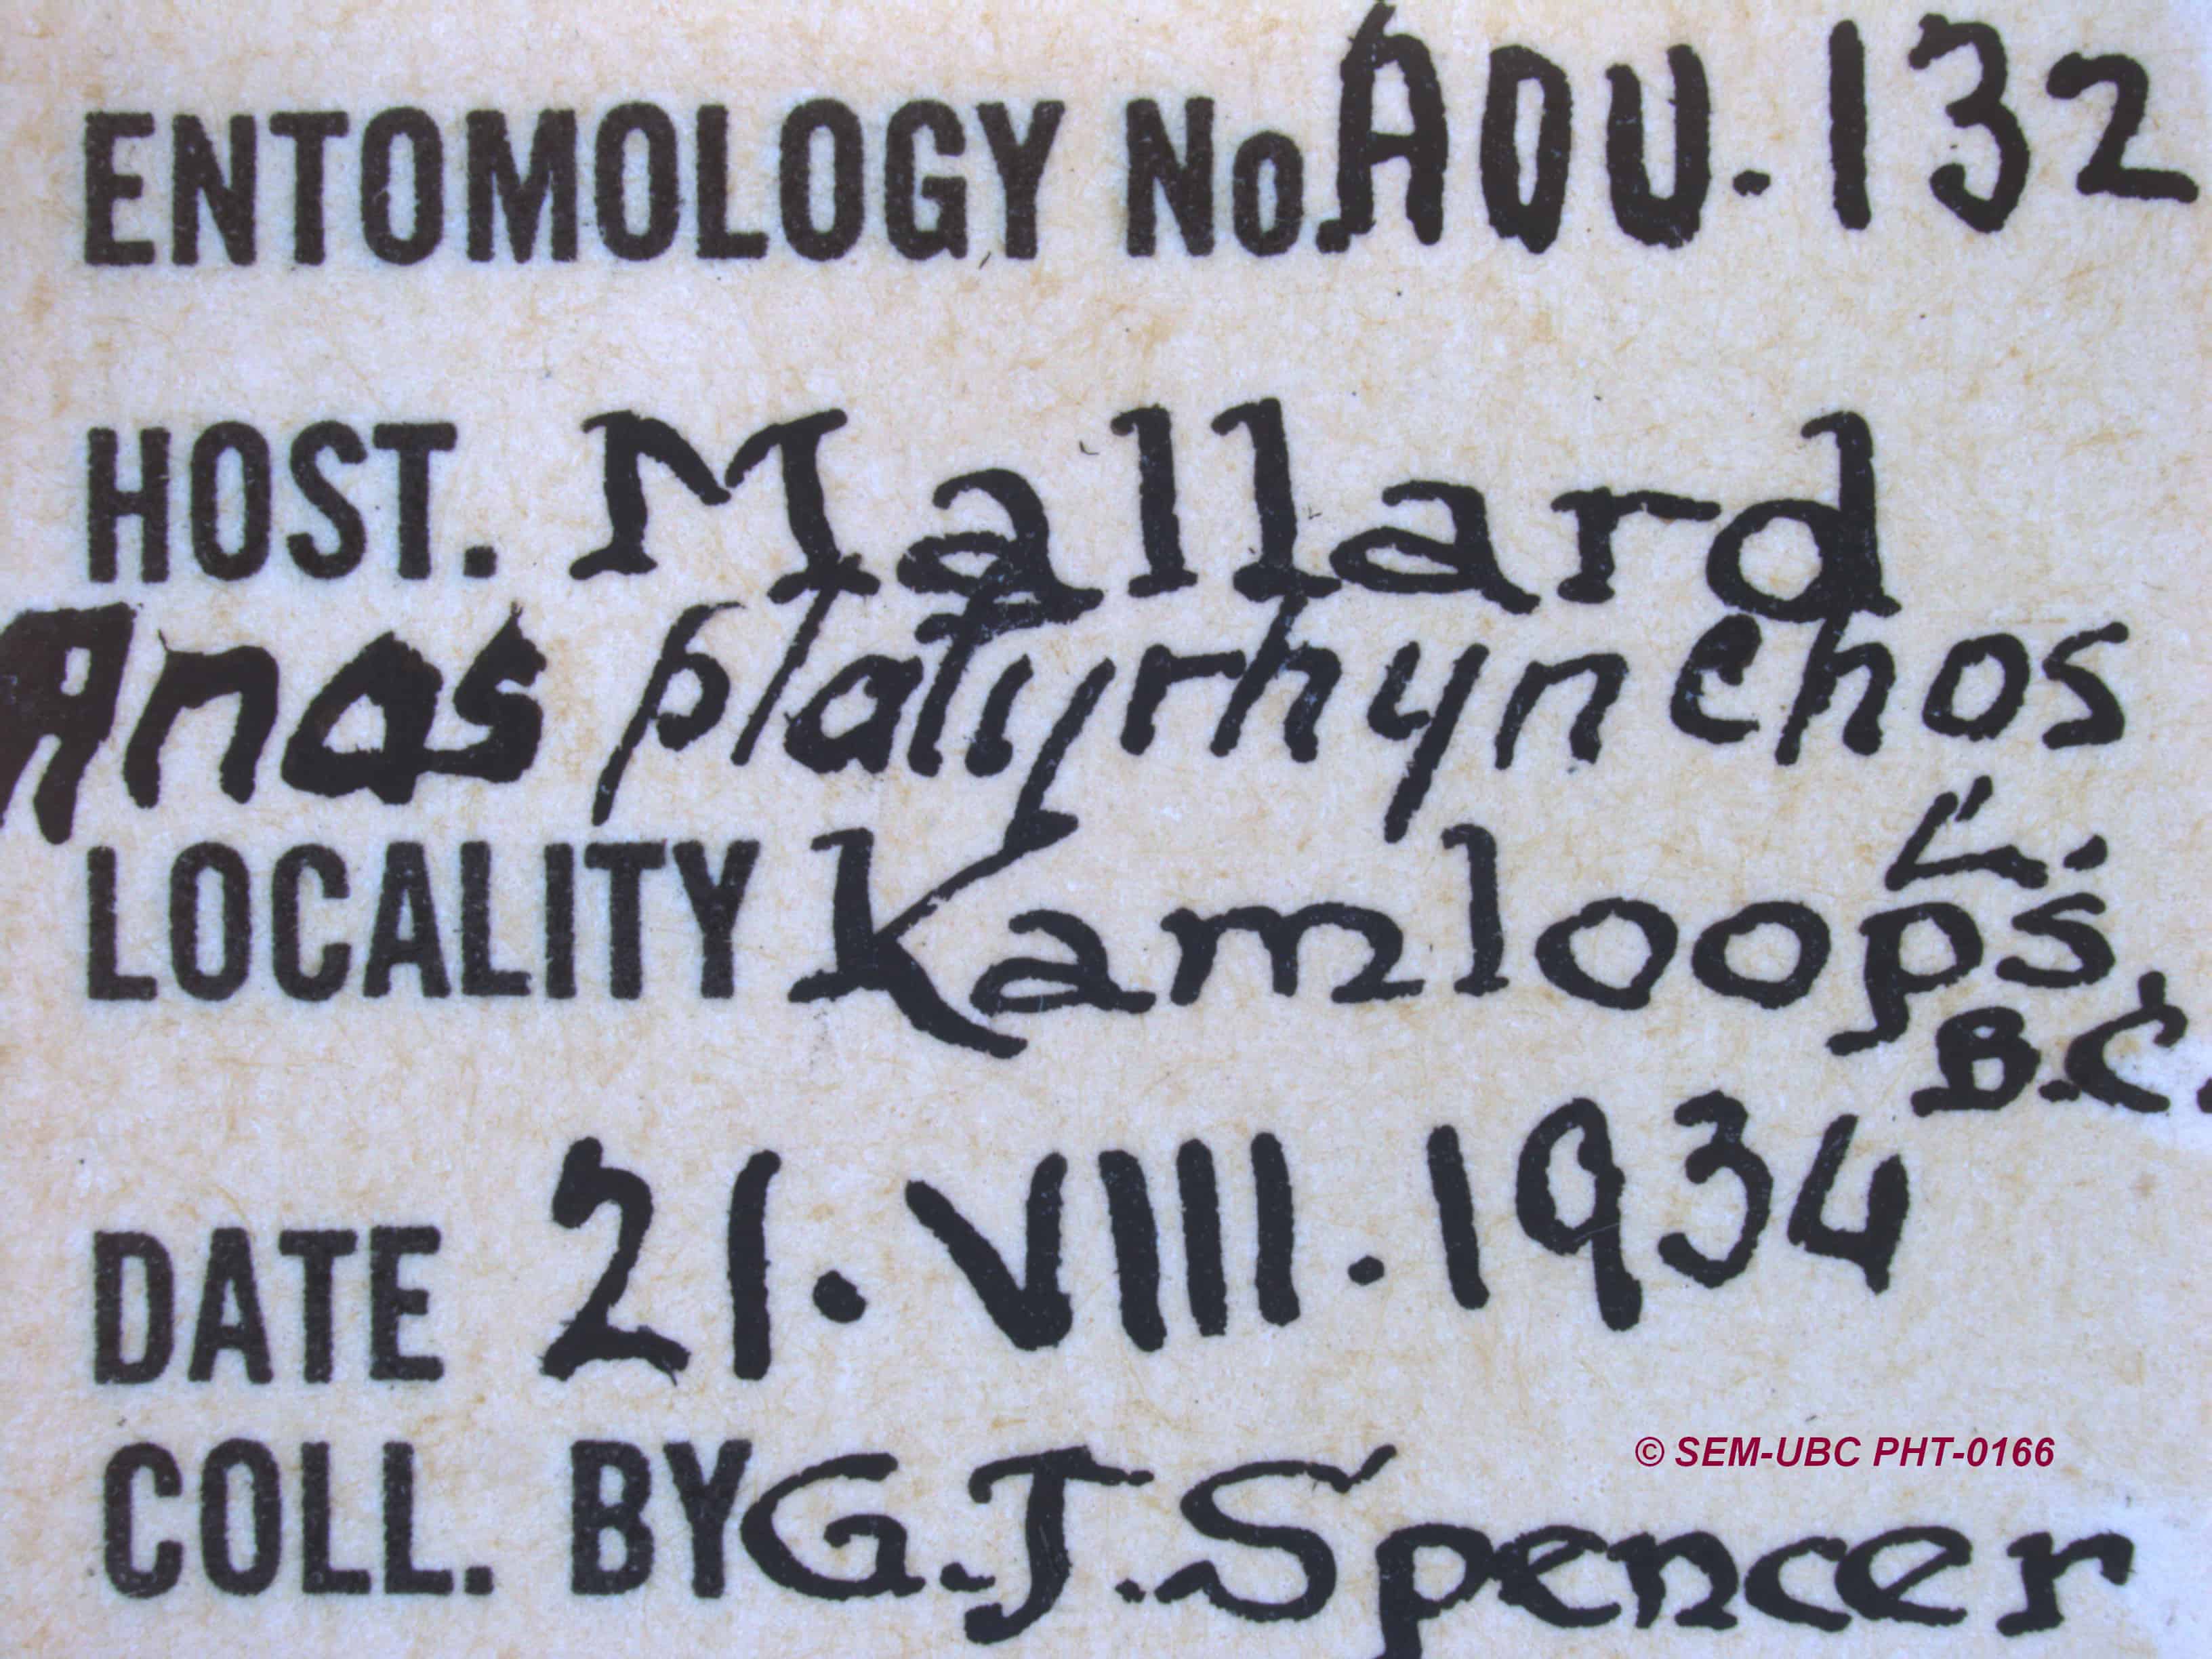 ENTOMOLOGY No. AOU. 132
HOST. Mallard
Anas platyrhynchos
L.
LOCALITY Kamloops,
B.C.
DATE 21. VIII. 1934
© SEM-UBC PHT-0166
COLL. BY G.J. Spencer